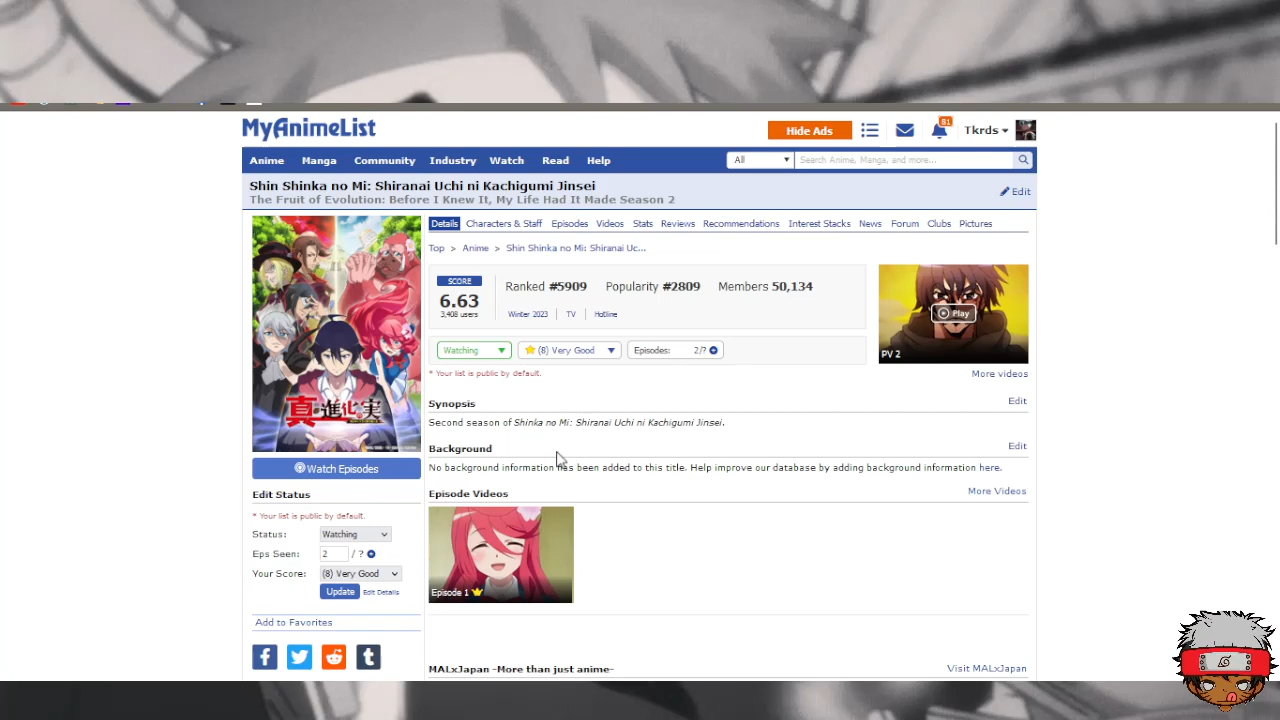 MyAnimeList
Hide Ads
81
Tkrds
Anime Manga Community Industry Watch Read Help
All Search Anime, Manga, and more...
Shin Shinka no Mi: Shiranai Uchi ni Kachigumi Jinsei
Edit
The Fruit of Evolution: Before I Knew It, My Life Had It Made Season 2
Details Characters & Staff Episodes Videos Stats Reviews Recommendations Interest Stacks News Forum Clubs Pictures
Top > Anime > Shin Shinka no Mi: Shiranai Uc...
SCORE
6.63
3,408 users
Ranked #5909 Popularity #2809 Members 50,134
Winter 2023 | TV | Hotline
Play
PV 2
Watching (8) Very Good Episodes: 2/?
* Your list is public by default.
More videos
Synopsis Edit
Second season of Shinka no Mi: Shiranai Uchi ni Kachigumi Jinsei.
Background Edit
No background information has been added to this title. Help improve our database by adding background information here.
Episode Videos More Videos
Episode 1
真・進化の実
Watch Episodes
Edit Status
* Your list is public by default.
Status: Watching
Eps Seen: 2 / ?
Your Score: (8) Very Good
Update Edit Details
Add to Favorites
MALxJapan -More than just anime- Visit MALxJapan